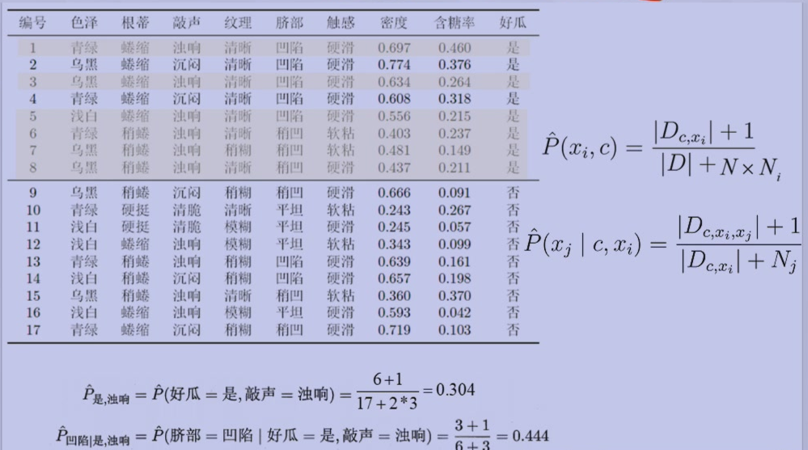 编号 色泽 根蒂 敲声 纹理 脐部 触感 密度 含糖率 好瓜
1 青绿 蜷缩 浊响 清晰 凹陷 硬滑 0.697 0.460 是
2 乌黑 蜷缩 沉闷 清晰 凹陷 硬滑 0.774 0.376 是
3 乌黑 蜷缩 浊响 清晰 凹陷 硬滑 0.634 0.264 是
4 青绿 蜷缩 沉闷 清晰 凹陷 硬滑 0.608 0.318 是
5 浅白 蜷缩 浊响 清晰 凹陷 硬滑 0.556 0.215 是
6 青绿 稍蜷 浊响 清晰 稍凹 软粘 0.403 0.237 是
7 乌黑 稍蜷 浊响 稍糊 稍凹 软粘 0.481 0.149 是
8 乌黑 稍蜷 浊响 清晰 稍凹 硬滑 0.437 0.211 是
9 乌黑 稍蜷 沉闷 稍糊 稍凹 硬滑 0.666 0.091 否
10 青绿 硬挺 清脆 清晰 平坦 软粘 0.243 0.267 否
11 浅白 硬挺 清脆 模糊 平坦 硬滑 0.245 0.057 否
12 浅白 蜷缩 浊响 模糊 平坦 软粘 0.343 0.099 否
13 青绿 稍蜷 浊响 稍糊 凹陷 硬滑 0.639 0.161 否
14 浅白 稍蜷 沉闷 稍糊 凹陷 硬滑 0.657 0.198 否
15 乌黑 稍蜷 浊响 清晰 稍凹 软粘 0.360 0.370 否
16 浅白 蜷缩 浊响 模糊 平坦 硬滑 0.593 0.042 否
17 青绿 蜷缩 沉闷 稍糊 稍凹 硬滑 0.719 0.103 否
P̂(x_i, c) = (|D_{c,x_i}| + 1) / (|D| + N × N_i)
P̂(x_j | c, x_i) = (|D_{c,x_i,x_j}| + 1) / (|D_{c,x_i}| + N_j)
P̂_{是,浊响} = P̂(好瓜 = 是, 敲声 = 浊响) = (6+1) / (17+2*3) = 0.304
P̂_{凹陷|是,浊响} = P̂(脐部 = 凹陷 | 好瓜 = 是, 敲声 = 浊响) = (3+1) / (6+3) = 0.444